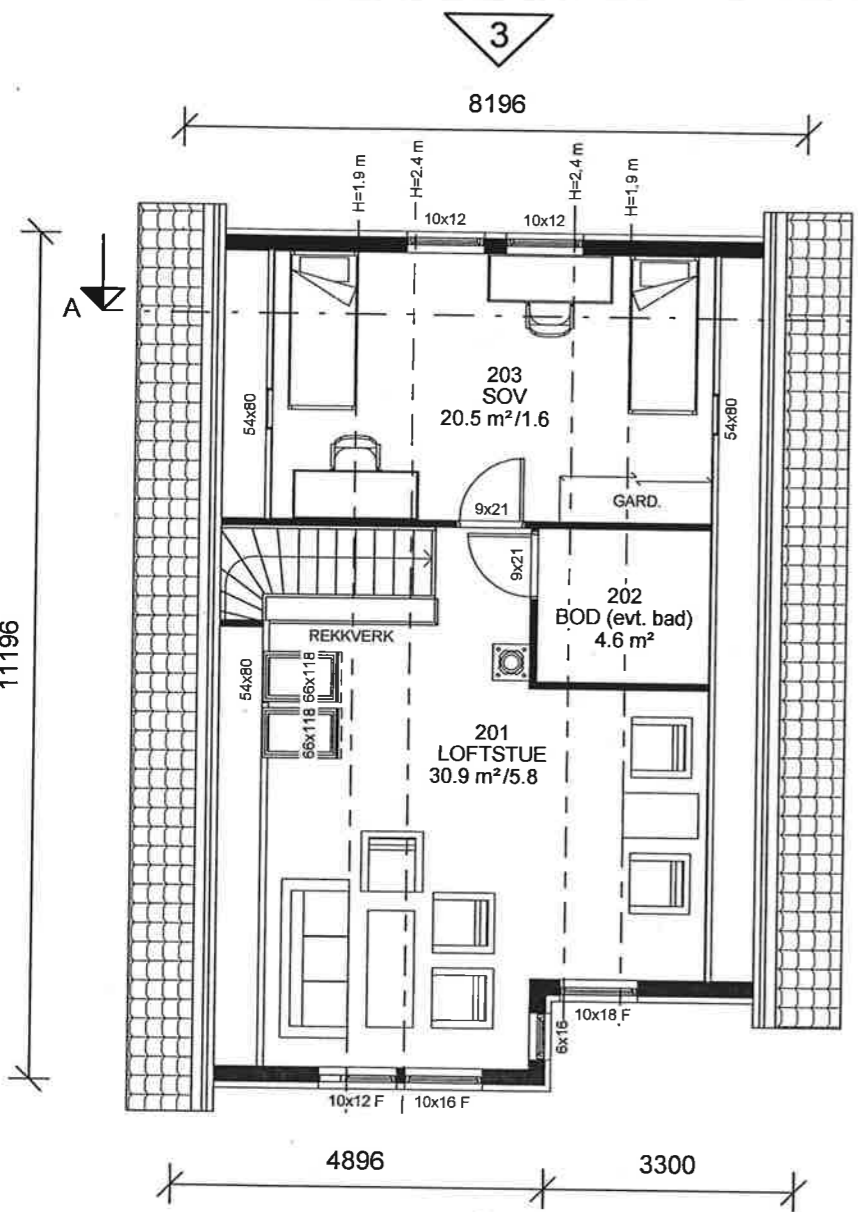 3
8196
H=1.9 m
H=2.4 m
H=2,4 m
H=1,9 m
10x12
10x12
A
203
SOV
20.5 m²/1.6
54x80
54x80
GARD.
9x21
9x21
202
BOD (evt. bad)
4.6 m²
REKKVERK
11196
54x80
66x118
66x118
201
LOFTSTUE
30.9 m²/5.8
10x18 F
6x16
10x12 F
10x16 F
4896
3300